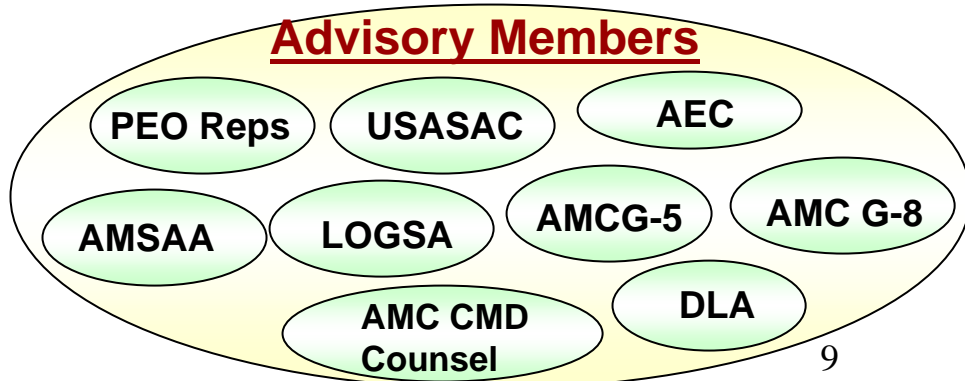 Advisory Members
PEO Reps
USASAC
AEC
AMSAA
LOGSA
AMCG-5
AMC G-8
AMC CMD
Counsel
DLA
9